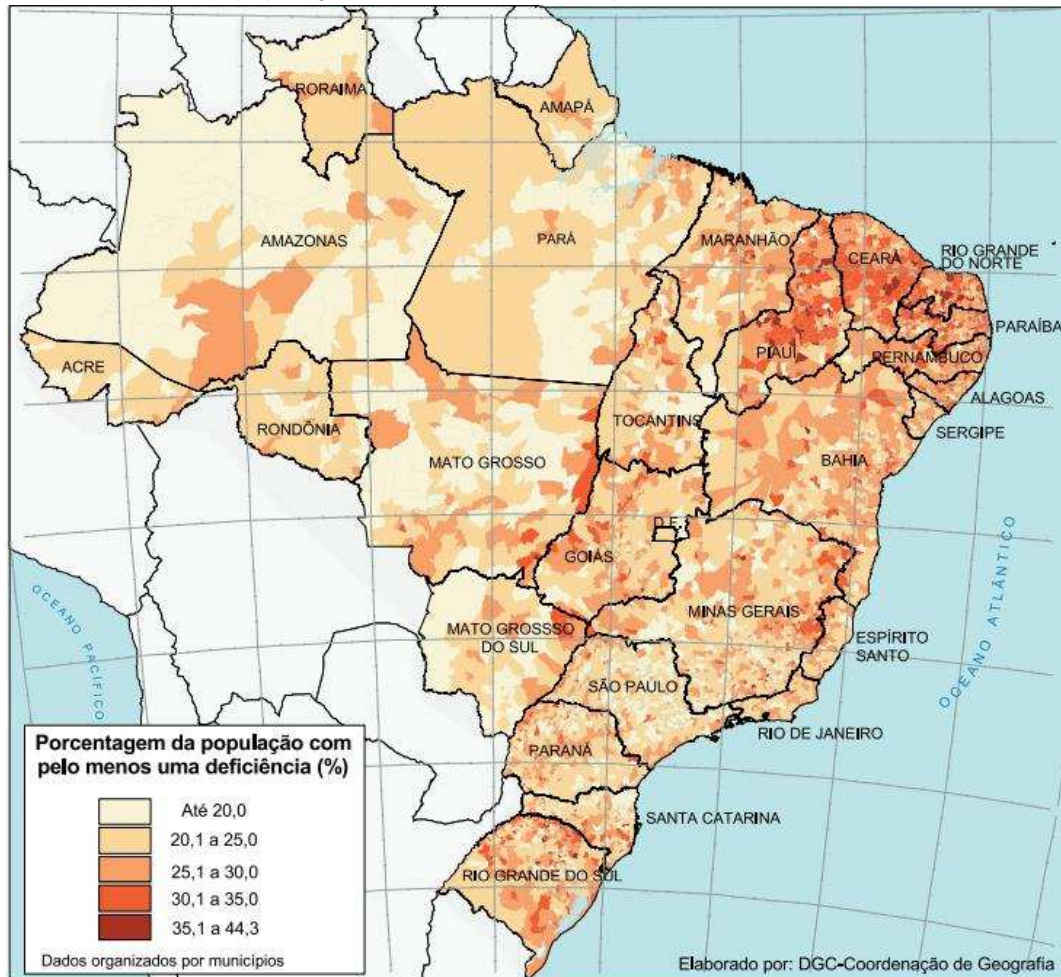 RORAIMA
AMAPÁ
AMAZONAS
PARÁ
MARANHÃO
CEARÁ
RIO GRANDE
DO NORTE
PARAÍBA
PIAUÍ
PERNAMBUCO
ACRE
ALAGOAS
TOCANTINS
SERGIPE
RONDÔNIA
BAHIA
MATO GROSSO
D.F.
GOIÁS
MINAS GERAIS
MATO GROSSSO
DO SUL
ESPÍRITO
SANTO
SÃO PAULO
RIO DE JANEIRO
PARANÁ
SANTA CATARINA
RIO GRANDE DO SUL
OCEANO PACÍFICO
OCEANO ATLÂNTICO
Porcentagem da população com
pelo menos uma deficiência (%)
Até 20,0
20,1 a 25,0
25,1 a 30,0
30,1 a 35,0
35,1 a 44,3
Dados organizados por municípios
Elaborado por: DGC-Coordenação de Geografia